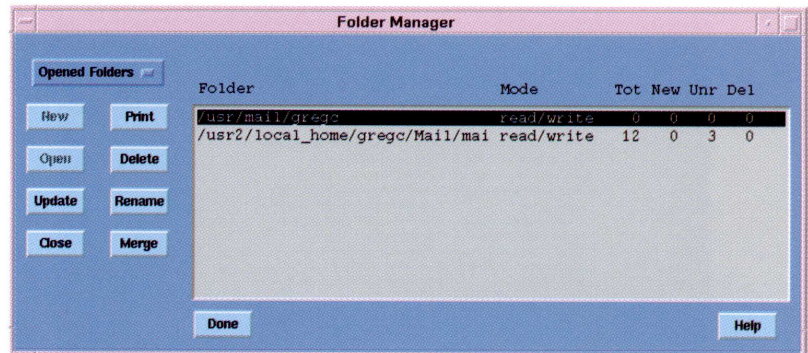 Folder Manager
Opened Folders
Folder Mode Tot New Unr Del
New Print
/usr/mail/gregc read/write 0 0 0 0
/usr2/local_home/gregc/Mail/mai read/write 12 0 3 0
Open Delete
Update Rename
Close Merge
Done Help